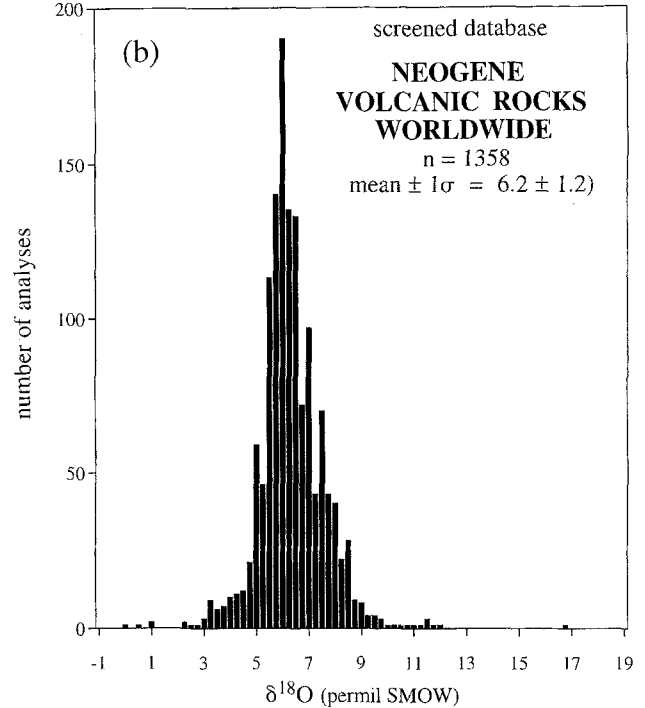 (b)
screened database
NEOGENE
VOLCANIC ROCKS
WORLDWIDE
n = 1358
mean ± 1σ = 6.2 ± 1.2)
number of analyses
200
150
100
50
0
-1 1 3 5 7 9 11 13 15 17 19
δ¹⁸O (permil SMOW)